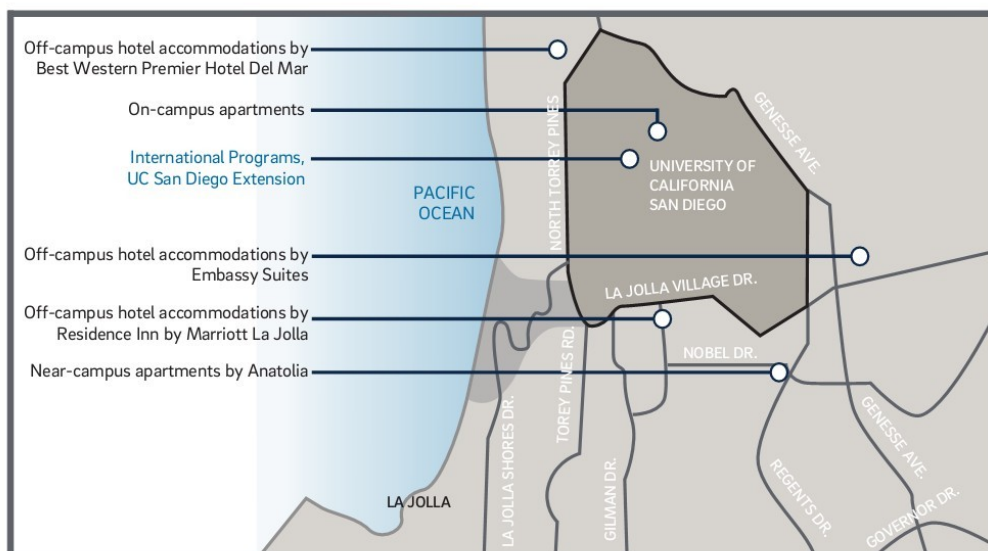 Off-campus hotel accommodations by
Best Western Premier Hotel Del Mar
On-campus apartments
International Programs,
UC San Diego Extension
PACIFIC
OCEAN
NORTH TORREY PINES
GENESSE AVE.
UNIVERSITY OF
CALIFORNIA
SAN DIEGO
Off-campus hotel accommodations by
Embassy Suites
LA JOLLA VILLAGE DR.
Off-campus hotel accommodations by
Residence Inn by Marriott La Jolla
NOBEL DR.
Near-campus apartments by Anatolia
LA JOLLA SHORES DR.
TOREY PINES RD.
GILMAN DR.
REGENTS DR.
GENESSE AVE.
GOVERNOR DR.
LA JOLLA